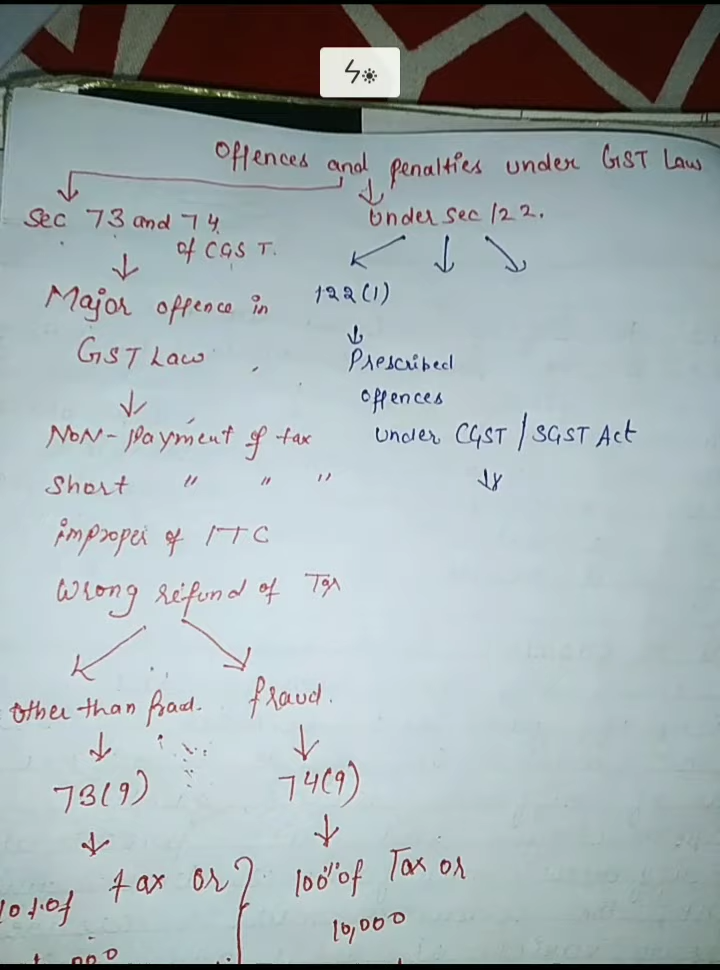 Offences and penalties under GST Law
Sec 73 and 74
of CGST.
Under Sec 122.
Major offence in
GST Law
122(1)
Prescribed
offences
under CGST / SGST Act
Non-payment of tax
Short " " "
improper of ITC
Wrong refund of Tax
Other than frad.
fraud.
73(9)
74(9)
10% of tax or
100% of Tax or
10,000